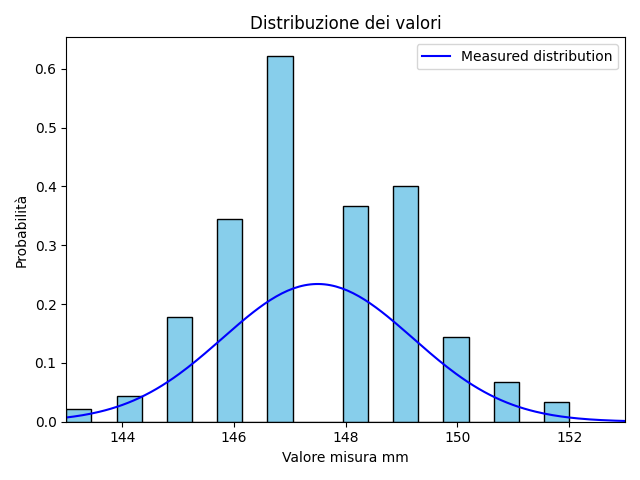 Distribuzione dei valori
Measured distribution
Probabilità
0.6
0.5
0.4
0.3
0.2
0.1
0.0
144 146 148 150 152
Valore misura mm